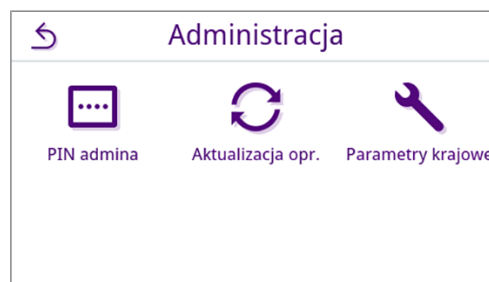 Administracja
PIN admina
Aktualizacja opr.
Parametry krajowe